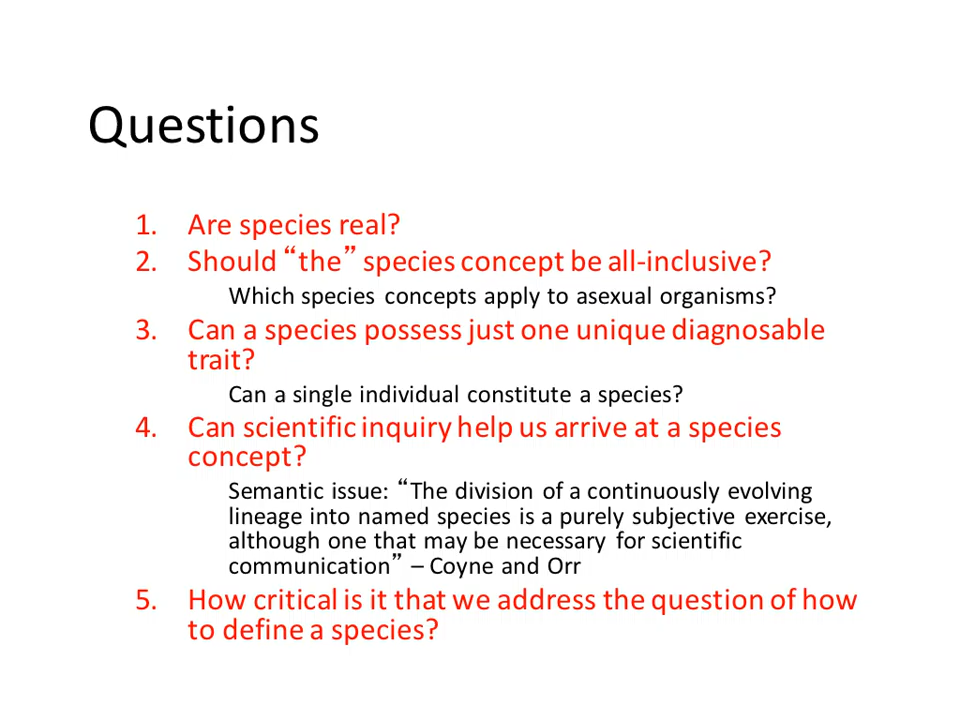 Questions
1. Are species real?
2. Should “the” species concept be all-inclusive?
Which species concepts apply to asexual organisms?
3. Can a species possess just one unique diagnosable
trait?
Can a single individual constitute a species?
4. Can scientific inquiry help us arrive at a species
concept?
Semantic issue: “The division of a continuously evolving
lineage into named species is a purely subjective exercise,
although one that may be necessary for scientific
communication” – Coyne and Orr
5. How critical is it that we address the question of how
to define a species?